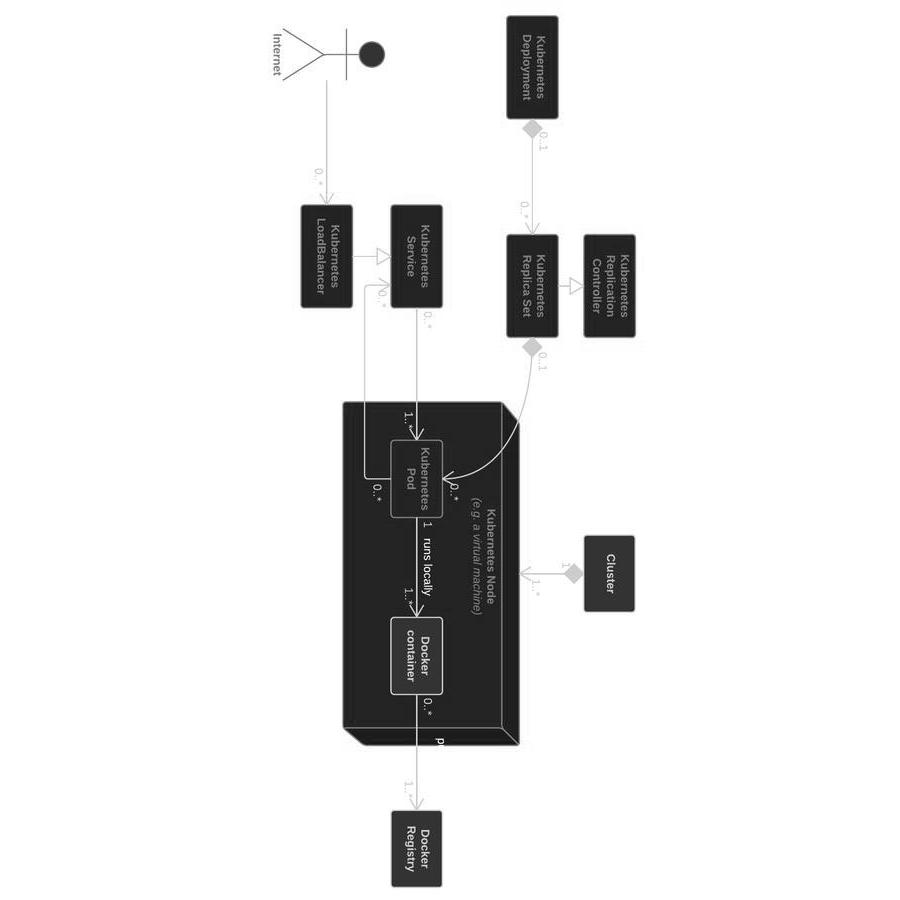 Internet
0..*
Kubernetes
LoadBalancer
Kubernetes
Service
0..*
0..*
Kubernetes
Deployment
0..1
0..*
Kubernetes
Replica Set
0..1
Kubernetes
Replication
Controller
Kubernetes Node
(e.g. a virtual machine)
1..*
0..*
0..*
Kubernetes
Pod
1
runs locally
1..*
Docker
container
0..*
Cluster
1
1..*
1..*
Docker
Registry